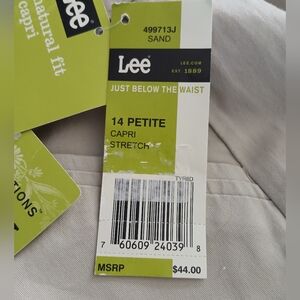 Lee
natural fit
capri
499713J
SAND
Lee
LEE.COM
EST 1889
JUST BELOW THE WAIST
14 PETITE
CAPRI
STRETCH
TYRBD
7 60609 24039 8
MSRP $44.00